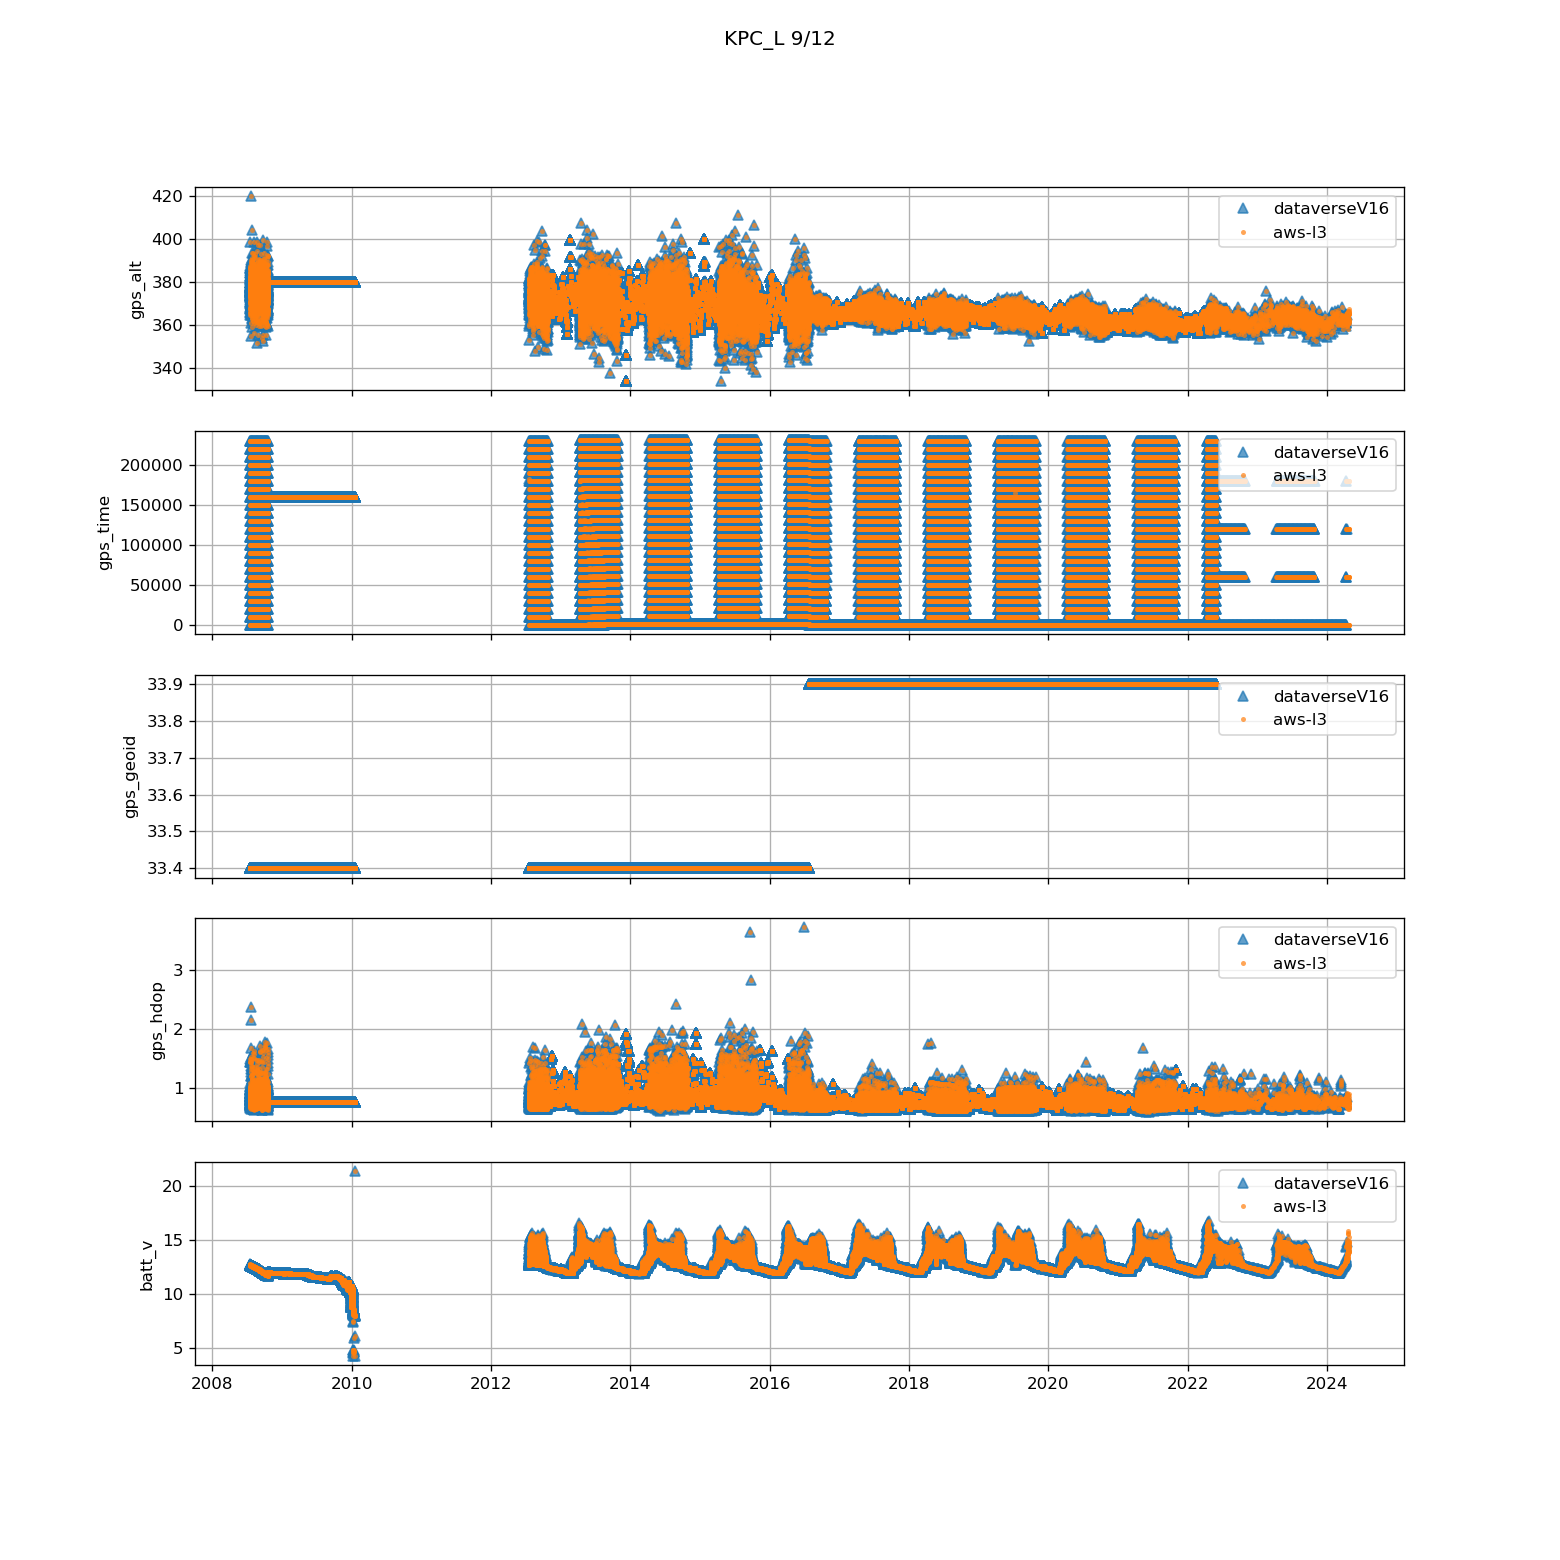 KPC_L 9/12
420
400
380
360
340
gps_alt
dataverseV16
aws-l3
200000
150000
100000
50000
0
gps_time
dataverseV16
aws-l3
33.9
33.8
33.7
33.6
33.5
33.4
gps_geoid
dataverseV16
aws-l3
3
2
1
gps_hdop
dataverseV16
aws-l3
20
15
10
5
batt_v
dataverseV16
aws-l3
2008 2010 2012 2014 2016 2018 2020 2022 2024